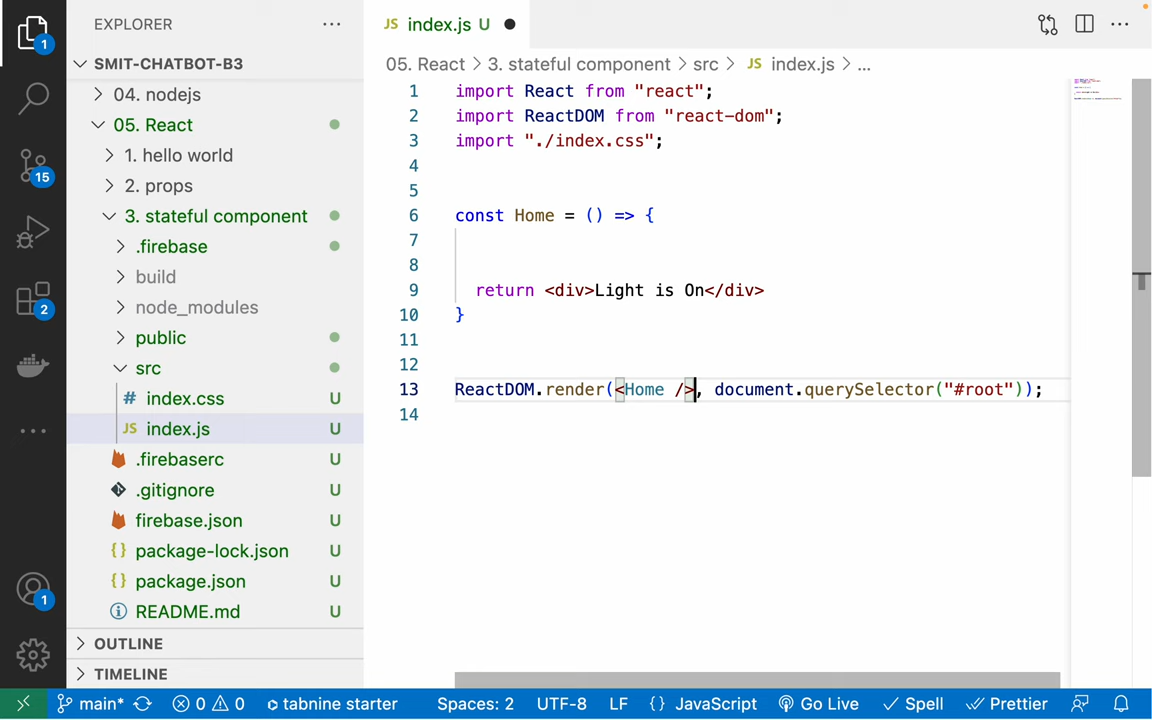 EXPLORER
index.js U
SMIT-CHATBOT-B3
05. React > 3. stateful component > src > JS index.js > ...
04. nodejs
05. React
1. hello world
2. props
3. stateful component
.firebase
build
node_modules
public
src
# index.css U
JS index.js U
.firebaserc U
.gitignore U
firebase.json U
{} package-lock.json U
{} package.json U
README.md U
OUTLINE
TIMELINE
1
15
2
1
1 import React from "react";
2 import ReactDOM from "react-dom";
3 import "./index.css";
4
5
6 const Home = () => {
7
8
9 return <div>Light is On</div>
10 }
11
12
13 ReactDOM.render(<Home />, document.querySelector("#root"));
14
main* 0 0 tabnine starter Spaces: 2 UTF-8 LF {} JavaScript Go Live Spell Prettier